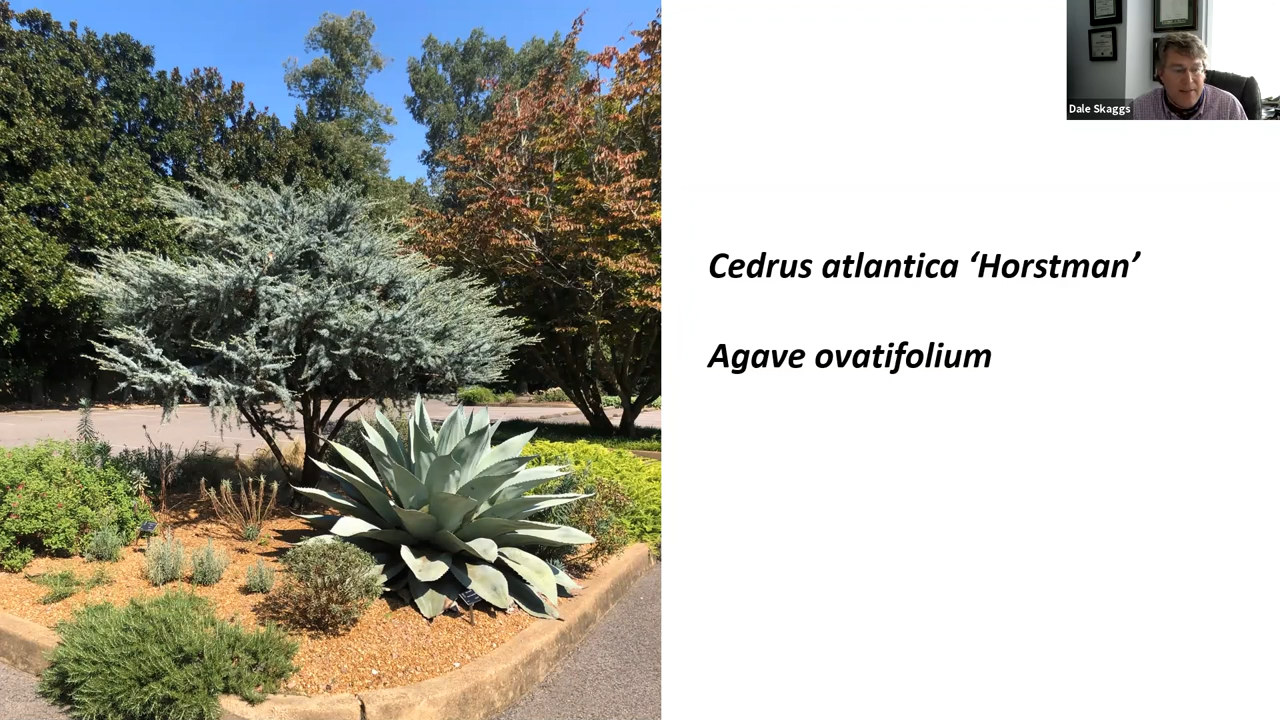 Dale Skaggs
Cedrus atlantica ‘Horstman’
Agave ovatifolium